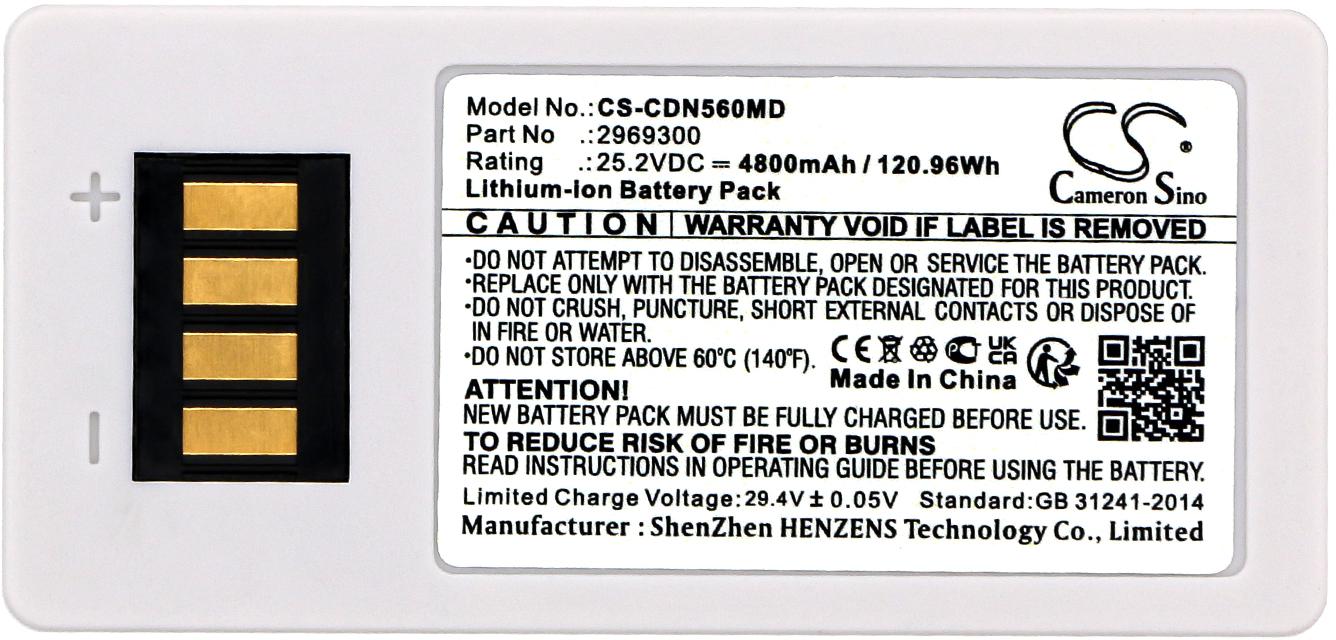 Model No.:CS-CDN560MD
Part No .:2969300
Rating .:25.2VDC ⎓ 4800mAh / 120.96Wh
Lithium-ion Battery Pack
CS ®
Cameron Sino
CAUTION | WARRANTY VOID IF LABEL IS REMOVED
•DO NOT ATTEMPT TO DISASSEMBLE, OPEN OR SERVICE THE BATTERY PACK.
•REPLACE ONLY WITH THE BATTERY PACK DESIGNATED FOR THIS PRODUCT.
•DO NOT CRUSH, PUNCTURE, SHORT EXTERNAL CONTACTS OR DISPOSE OF
IN FIRE OR WATER.
•DO NOT STORE ABOVE 60°C (140°F).
CE UK CA
Made In China
ATTENTION!
NEW BATTERY PACK MUST BE FULLY CHARGED BEFORE USE.
TO REDUCE RISK OF FIRE OR BURNS
READ INSTRUCTIONS IN OPERATING GUIDE BEFORE USING THE BATTERY.
Limited Charge Voltage:29.4V ± 0.05V Standard:GB 31241-2014
Manufacturer : ShenZhen HENZENS Technology Co., Limited
+
−